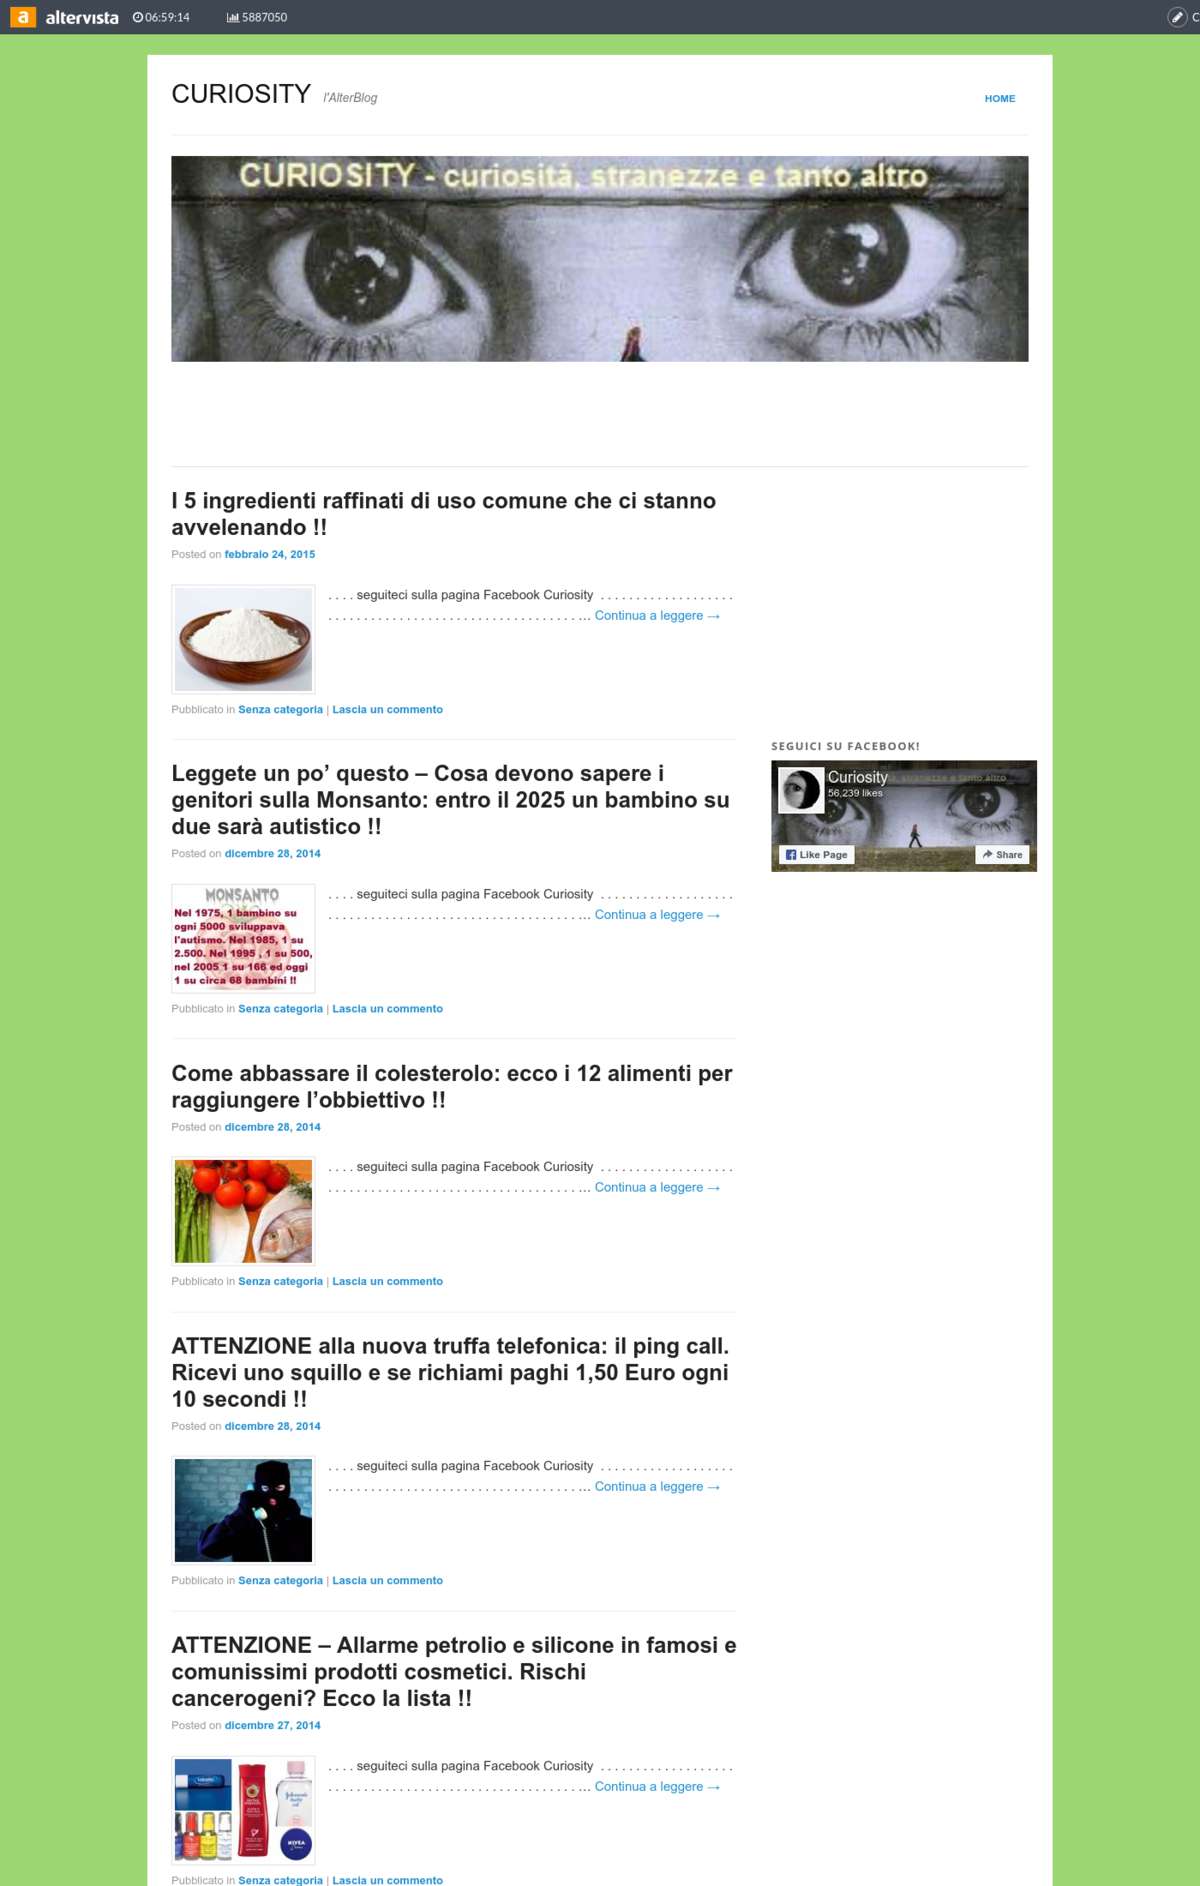 altervista 06:59:14 5887050 C
CURIOSITY l'AlterBlog
HOME
CURIOSITY - curiosità, stranezze e tanto altro
I 5 ingredienti raffinati di uso comune che ci stanno
avvelenando !!
Posted on febbraio 24, 2015
. . . . seguiteci sulla pagina Facebook Curiosity . . . . . . . . . . . . . . . . . . .
. . . . . . . . . . . . . . . . . . . . . . . . . . . . . . . . . . . ... Continua a leggere →
Pubblicato in Senza categoria | Lascia un commento
SEGUICI SU FACEBOOK!
Curiosity
, stranezze e tanto altro
56,239 likes
Like Page
Share
Leggete un po’ questo – Cosa devono sapere i
genitori sulla Monsanto: entro il 2025 un bambino su
due sarà autistico !!
Posted on dicembre 28, 2014
MONSANTO
Nel 1975, 1 bambino su
ogni 5000 sviluppava
l'autismo. Nel 1985, 1 su
2.500. Nel 1995 , 1 su 500,
nel 2005 1 su 166 ed oggi
1 su circa 68 bambini !!
. . . . seguiteci sulla pagina Facebook Curiosity . . . . . . . . . . . . . . . . . . .
. . . . . . . . . . . . . . . . . . . . . . . . . . . . . . . . . . . ... Continua a leggere →
Pubblicato in Senza categoria | Lascia un commento
Come abbassare il colesterolo: ecco i 12 alimenti per
raggiungere l’obbiettivo !!
Posted on dicembre 28, 2014
. . . . seguiteci sulla pagina Facebook Curiosity . . . . . . . . . . . . . . . . . . .
. . . . . . . . . . . . . . . . . . . . . . . . . . . . . . . . . . . ... Continua a leggere →
Pubblicato in Senza categoria | Lascia un commento
ATTENZIONE alla nuova truffa telefonica: il ping call.
Ricevi uno squillo e se richiami paghi 1,50 Euro ogni
10 secondi !!
Posted on dicembre 28, 2014
. . . . seguiteci sulla pagina Facebook Curiosity . . . . . . . . . . . . . . . . . . .
. . . . . . . . . . . . . . . . . . . . . . . . . . . . . . . . . . . ... Continua a leggere →
Pubblicato in Senza categoria | Lascia un commento
ATTENZIONE – Allarme petrolio e silicone in famosi e
comunissimi prodotti cosmetici. Rischi
cancerogeni? Ecco la lista !!
Posted on dicembre 27, 2014
Johnson's
baby
oil
NIVEA
. . . . seguiteci sulla pagina Facebook Curiosity . . . . . . . . . . . . . . . . . . .
. . . . . . . . . . . . . . . . . . . . . . . . . . . . . . . . . . . ... Continua a leggere →
Pubblicato in Senza categoria | Lascia un commento